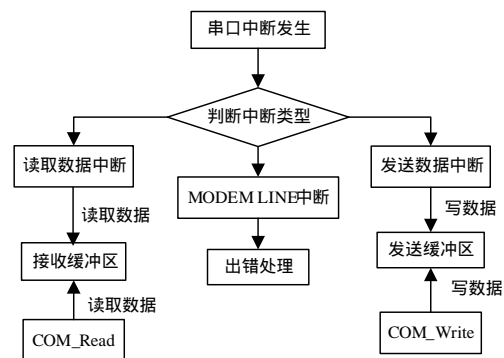 串口中断发生
判断中断类型
读取数据中断
MODEM LINE中断
发送数据中断
读取数据
写数据
接收缓冲区
出错处理
发送缓冲区
读取数据
写数据
COM_Read
COM_Write